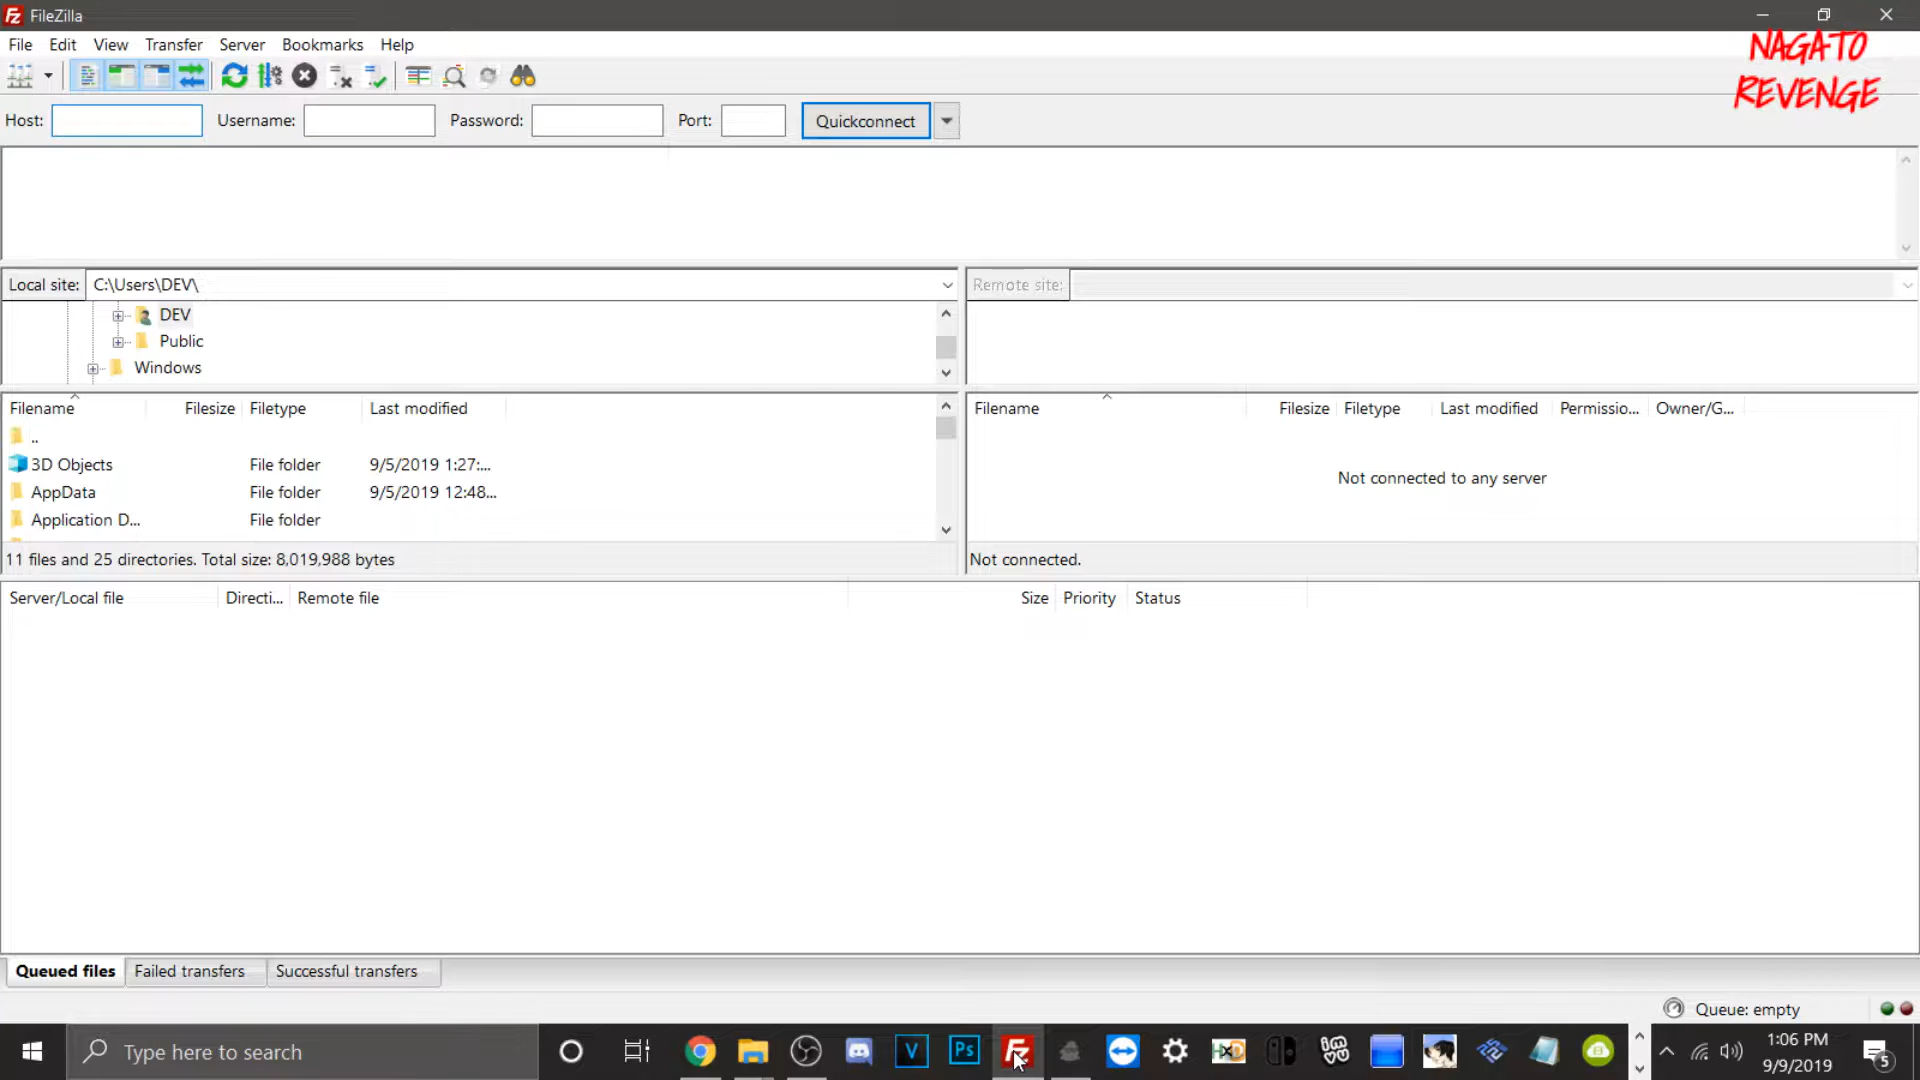 FileZilla
File Edit View Transfer Server Bookmarks Help
NAGATO
REVENGE
Host: Username: Password: Port: Quickconnect
Local site: C:\Users\DEV\
Remote site:
DEV
Public
Windows
Filename Filesize Filetype Last modified
..
3D Objects File folder 9/5/2019 1:27:...
AppData File folder 9/5/2019 12:48...
Application D... File folder
11 files and 25 directories. Total size: 8,019,988 bytes
Filename Filesize Filetype Last modified Permissio... Owner/G...
Not connected to any server
Not connected.
Server/Local file Directi... Remote file Size Priority Status
Queued files Failed transfers Successful transfers
Queue: empty
Type here to search
V
Ps
Fz
HXD
1:06 PM
9/9/2019
5